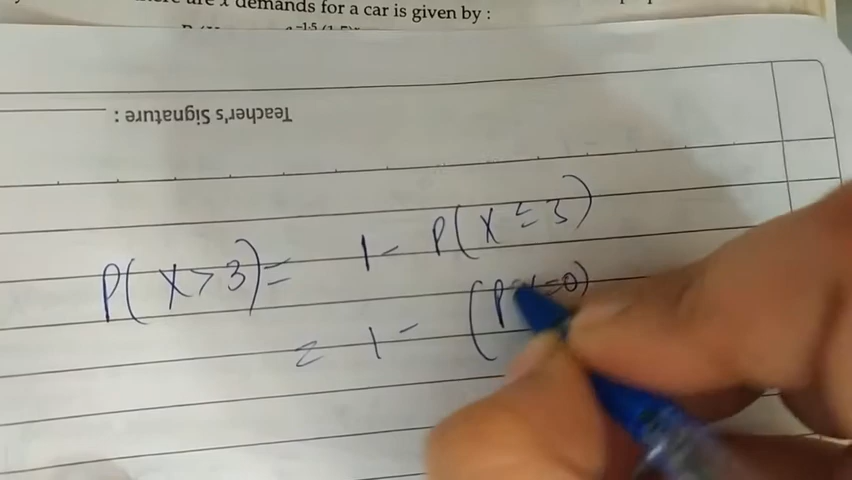 x demands for a car is given by :
Teacher's Signature :
P(X>3) = 1 - P(X ≤ 3)
= 1 - (P(X=0)